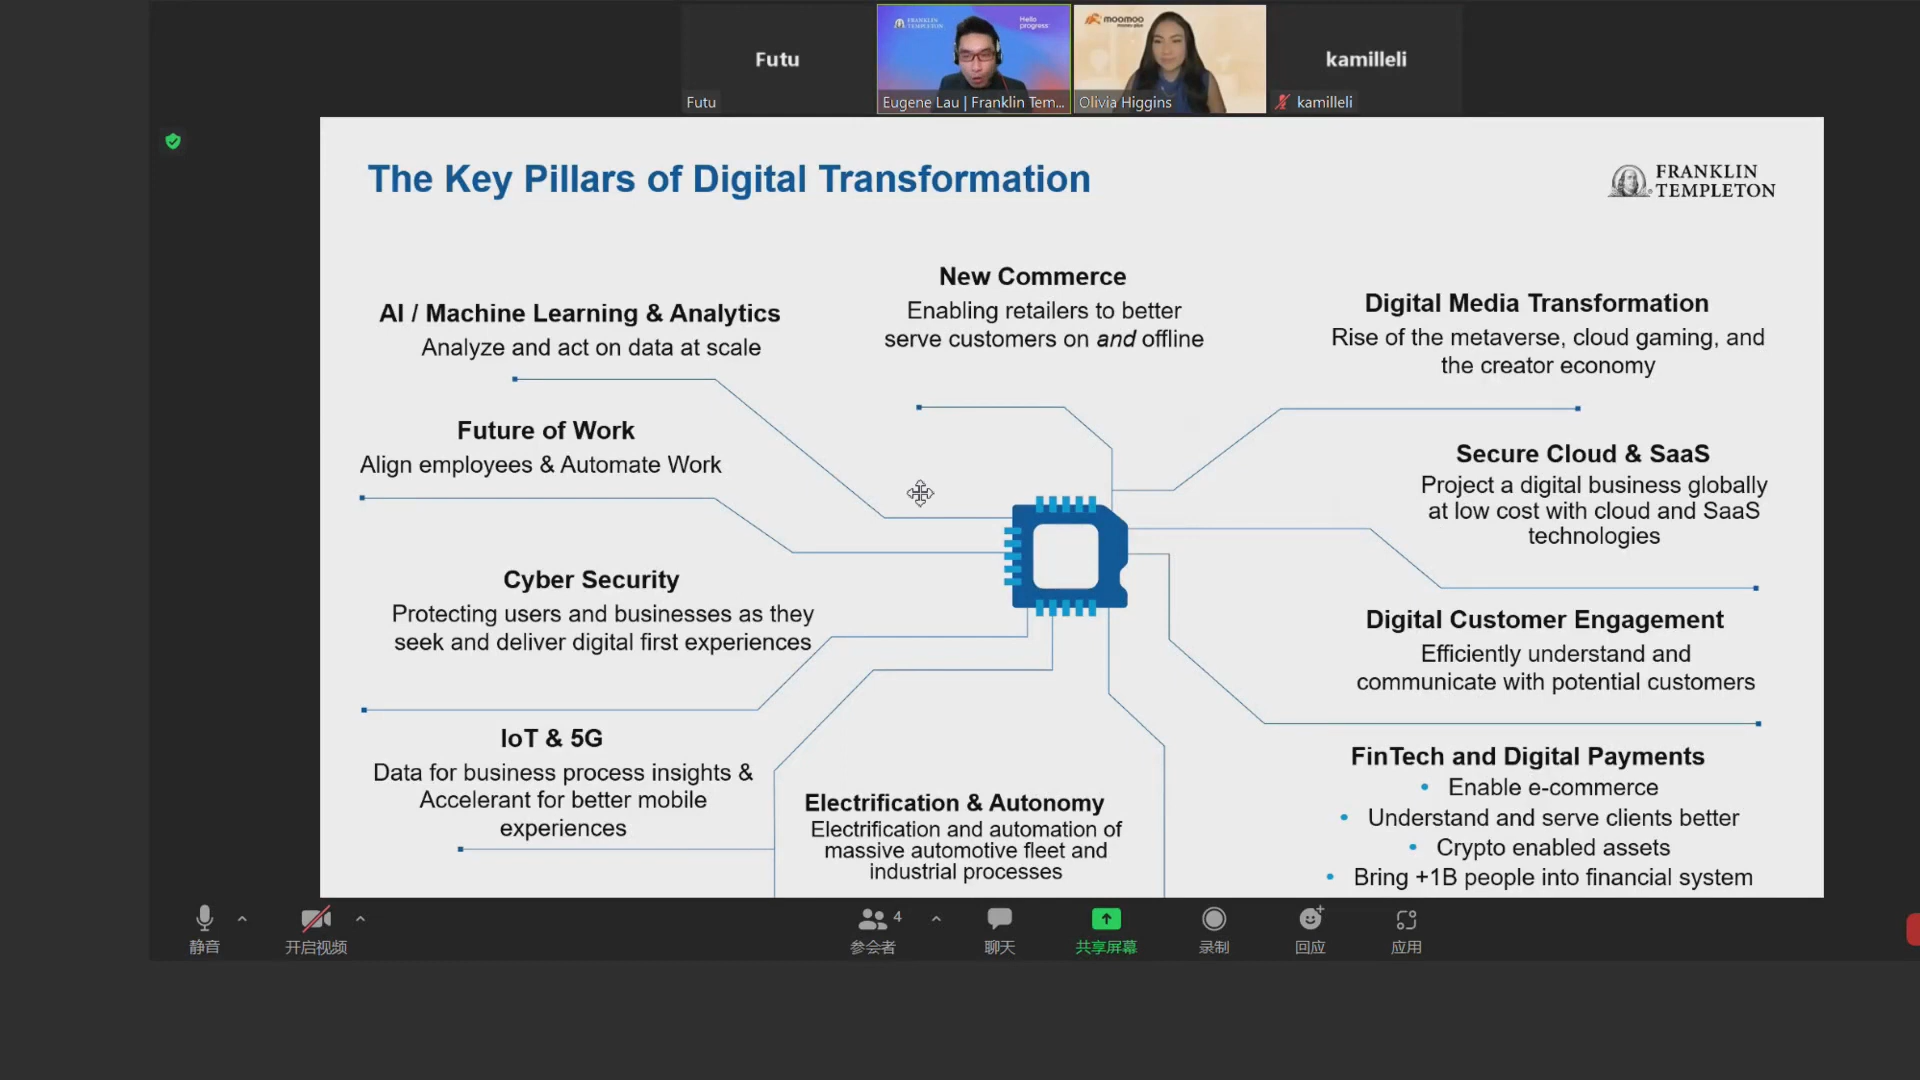 Futu
Futu
FRANKLIN
TEMPLETON
Hello
progress
Eugene Lau | Franklin Tem...
moomoo
Olivia Higgins
kamilleli
kamilleli
The Key Pillars of Digital Transformation
FRANKLIN
TEMPLETON
AI / Machine Learning & Analytics
Analyze and act on data at scale
New Commerce
Enabling retailers to better
serve customers on and offline
Digital Media Transformation
Rise of the metaverse, cloud gaming, and
the creator economy
Future of Work
Align employees & Automate Work
Secure Cloud & SaaS
Project a digital business globally
at low cost with cloud and SaaS
technologies
Cyber Security
Protecting users and businesses as they
seek and deliver digital first experiences
Digital Customer Engagement
Efficiently understand and
communicate with potential customers
IoT & 5G
Data for business process insights &
Accelerant for better mobile
experiences
Electrification & Autonomy
Electrification and automation of
massive automotive fleet and
industrial processes
FinTech and Digital Payments
• Enable e-commerce
• Understand and serve clients better
• Crypto enabled assets
• Bring +1B people into financial system
静音
开启视频
4
参会者
聊天
共享屏幕
录制
回应
应用